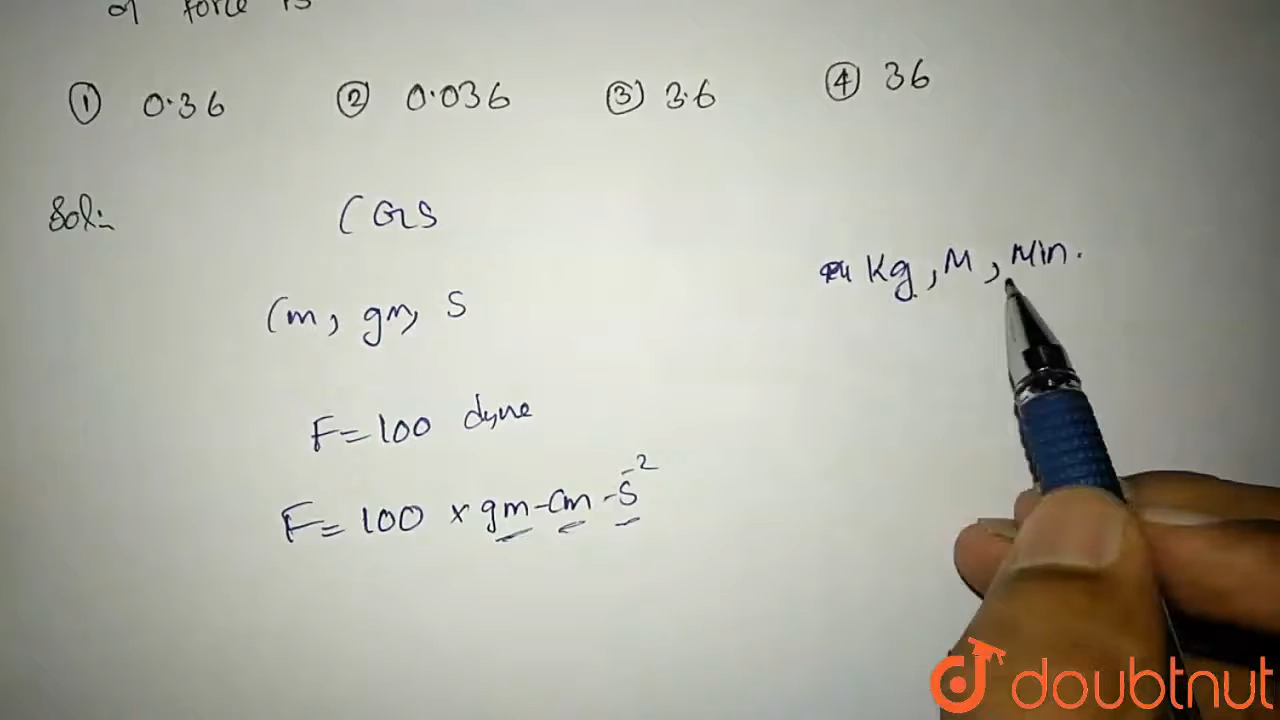 of force is
① 0.36 ② 0.036 ③ 3.6 ④ 36
Sol:-
CGS
Kg, M, Min.
Cm, gm, S
F=100 dyne
F=100 x gm-cm-s⁻²
doubtnut